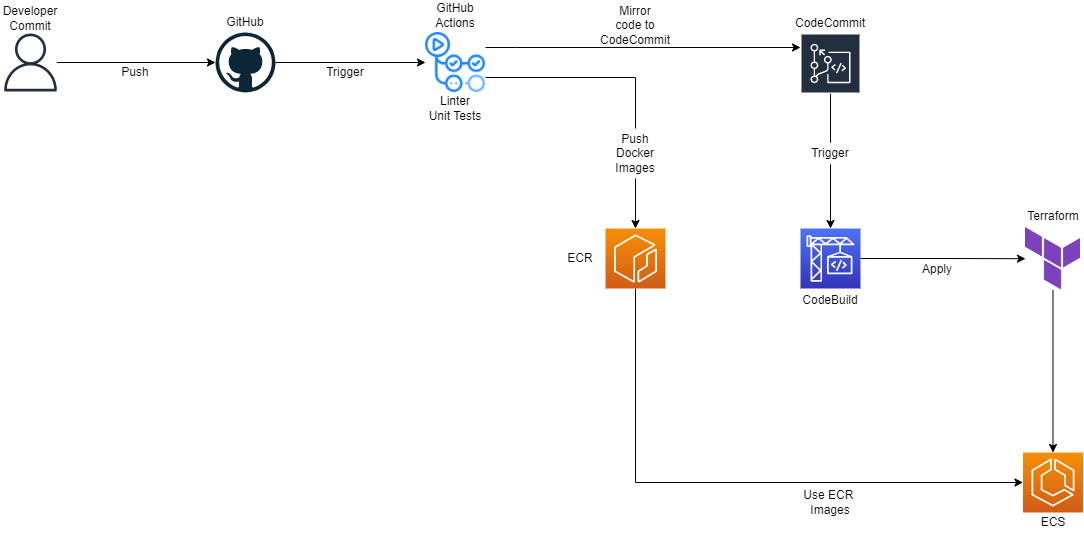 Developer
Commit
Push
GitHub
Trigger
GitHub
Actions
Linter
Unit Tests
Mirror
code to
CodeCommit
CodeCommit
Push
Docker
Images
Trigger
ECR
CodeBuild
Apply
Terraform
Use ECR
Images
ECS